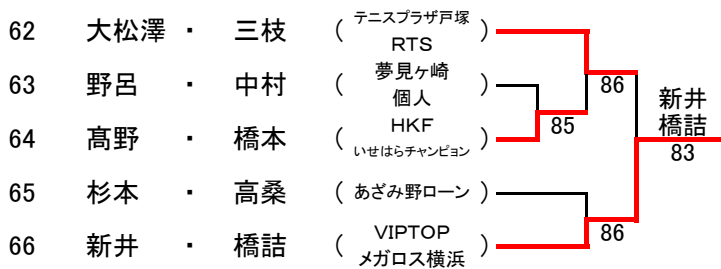 62 大松澤 ・ 三枝 ( テニスプラザ戸塚 )
RTS
63 野呂 ・ 中村 ( 夢見ヶ崎 )
個人
64 髙野 ・ 橋本 ( HKF )
いせはらチャンピョン
65 杉本 ・ 高桑 ( あざみ野ローン )
66 新井 ・ 橋詰 ( VIPTOP )
メガロス横浜
85
86
86
新井
橋詰
83